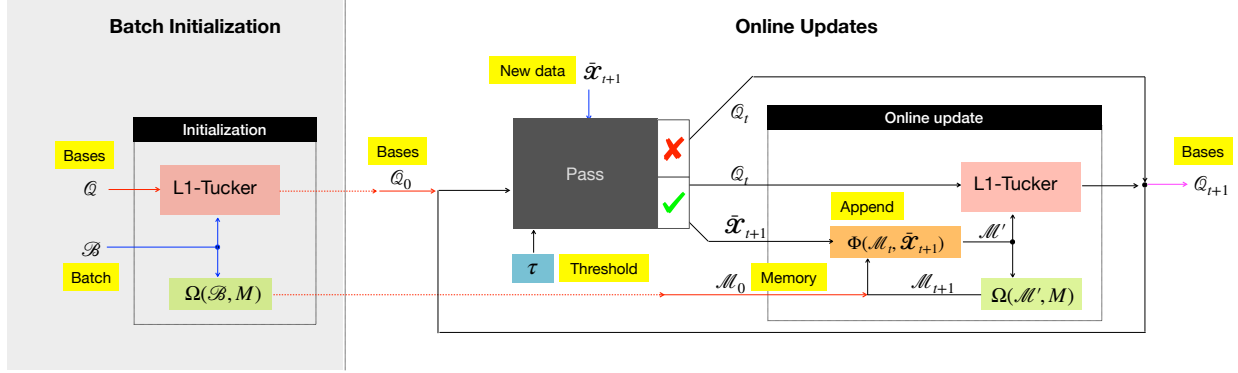 Batch Initialization
Online Updates
New data
𝓧̄ₜ₊₁
Initialization
Online update
Bases
𝒬
L1-Tucker
Bases
𝒬₀
Pass
✘
✔
𝒬ₜ
𝒬ₜ
L1-Tucker
Bases
𝒬ₜ₊₁
Append
𝓧̄ₜ₊₁
Φ(ℳₜ, 𝓧̄ₜ₊₁)
ℳ′
ℬ
Batch
Ω(ℬ, M)
τ
Threshold
Memory
ℳ₀
ℳₜ₊₁
Ω(ℳ′, M)